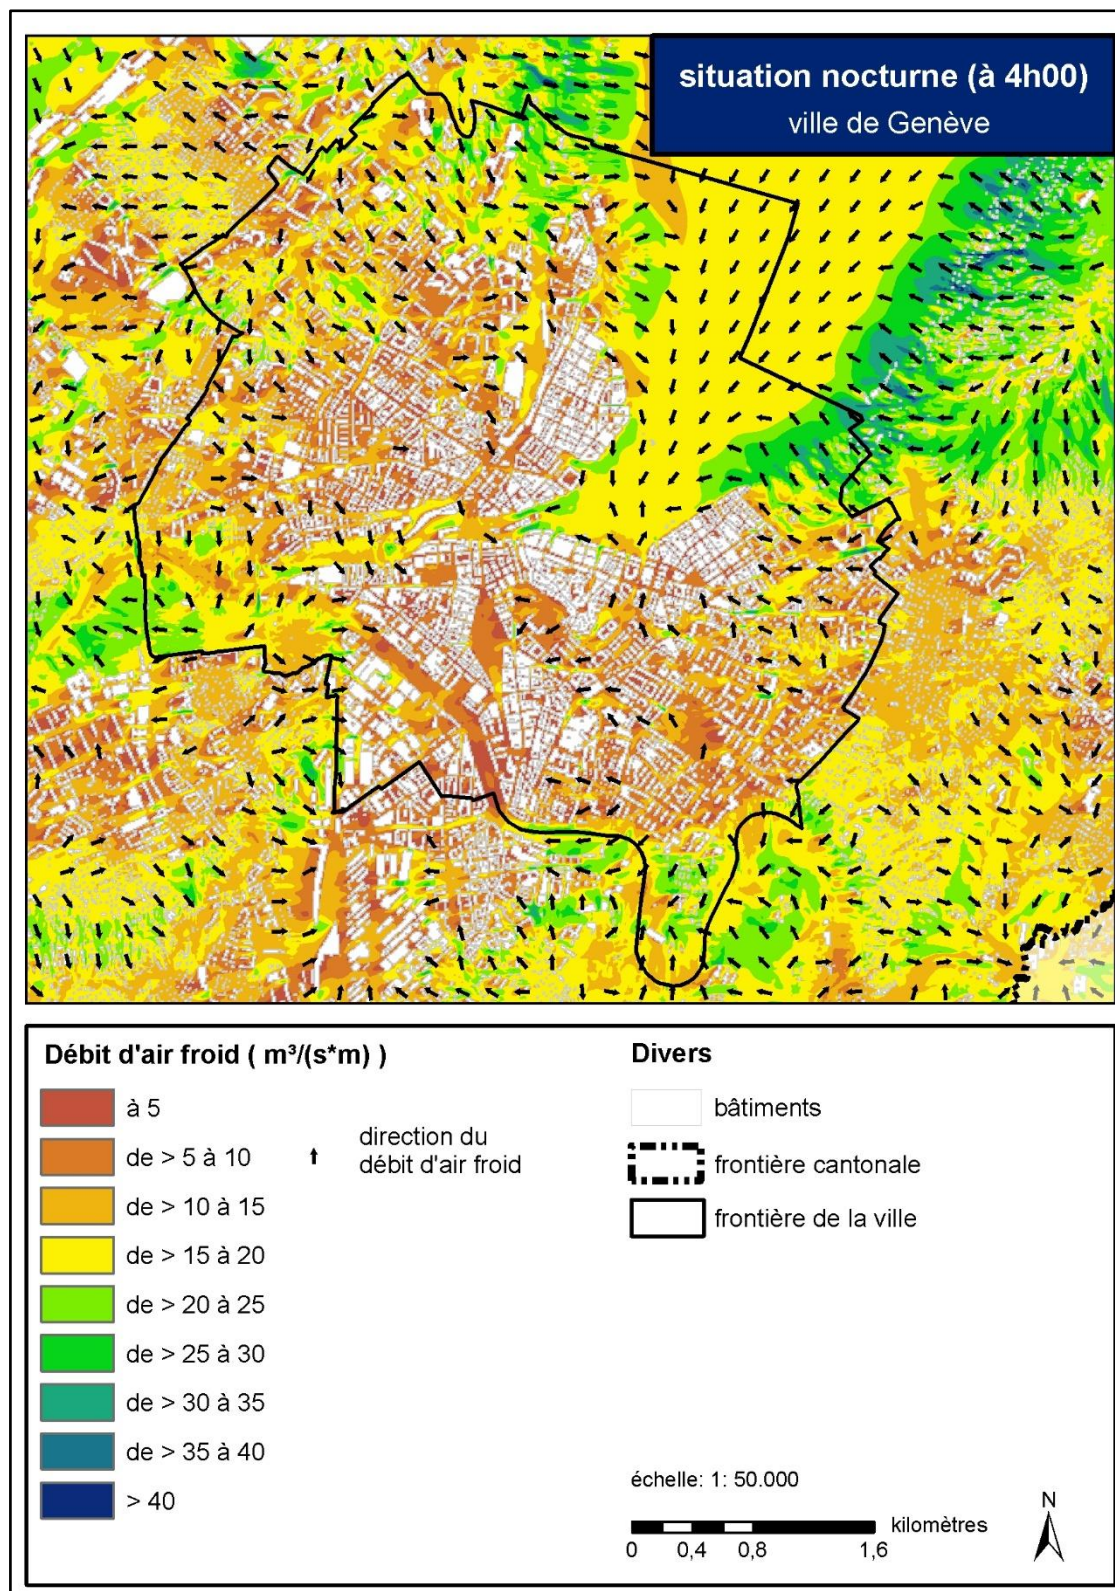 situation nocturne (à 4h00)
ville de Genève
Débit d'air froid ( m³/(s*m) )
à 5
de > 5 à 10
de > 10 à 15
de > 15 à 20
de > 20 à 25
de > 25 à 30
de > 30 à 35
de > 35 à 40
> 40
direction du
débit d'air froid
Divers
bâtiments
frontière cantonale
frontière de la ville
échelle: 1: 50.000
kilomètres
0 0,4 0,8 1,6
N